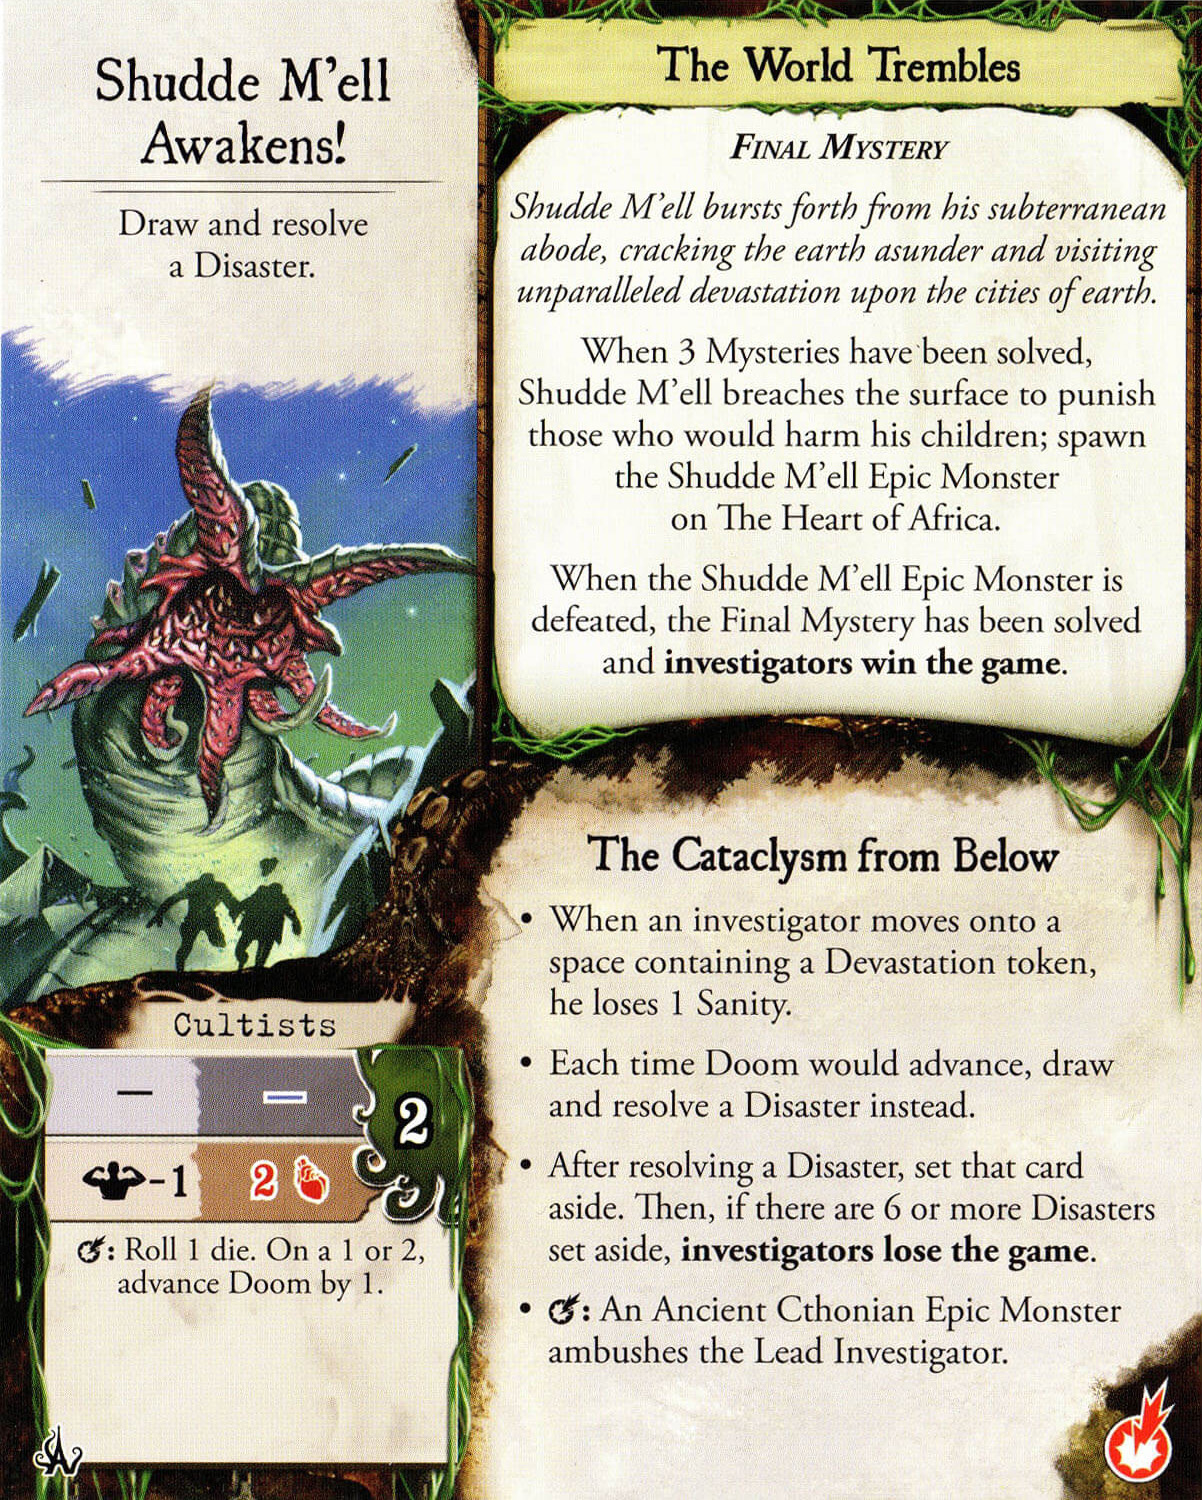 Shudde M’ell
Awakens!
Draw and resolve
a Disaster.
The World Trembles
Final Mystery
Shudde M’ell bursts forth from his subterranean
abode, cracking the earth asunder and visiting
unparalleled devastation upon the cities of earth.
When 3 Mysteries have been solved,
Shudde M’ell breaches the surface to punish
those who would harm his children; spawn
the Shudde M’ell Epic Monster
on The Heart of Africa.
When the Shudde M’ell Epic Monster is
defeated, the Final Mystery has been solved
and investigators win the game.
The Cataclysm from Below
• When an investigator moves onto a
space containing a Devastation token,
he loses 1 Sanity.
• Each time Doom would advance, draw
and resolve a Disaster instead.
• After resolving a Disaster, set that card
aside. Then, if there are 6 or more Disasters
set aside, investigators lose the game.
• : An Ancient Cthonian Epic Monster
ambushes the Lead Investigator.
Cultists
— —
2
-1 2
: Roll 1 die. On a 1 or 2,
advance Doom by 1.